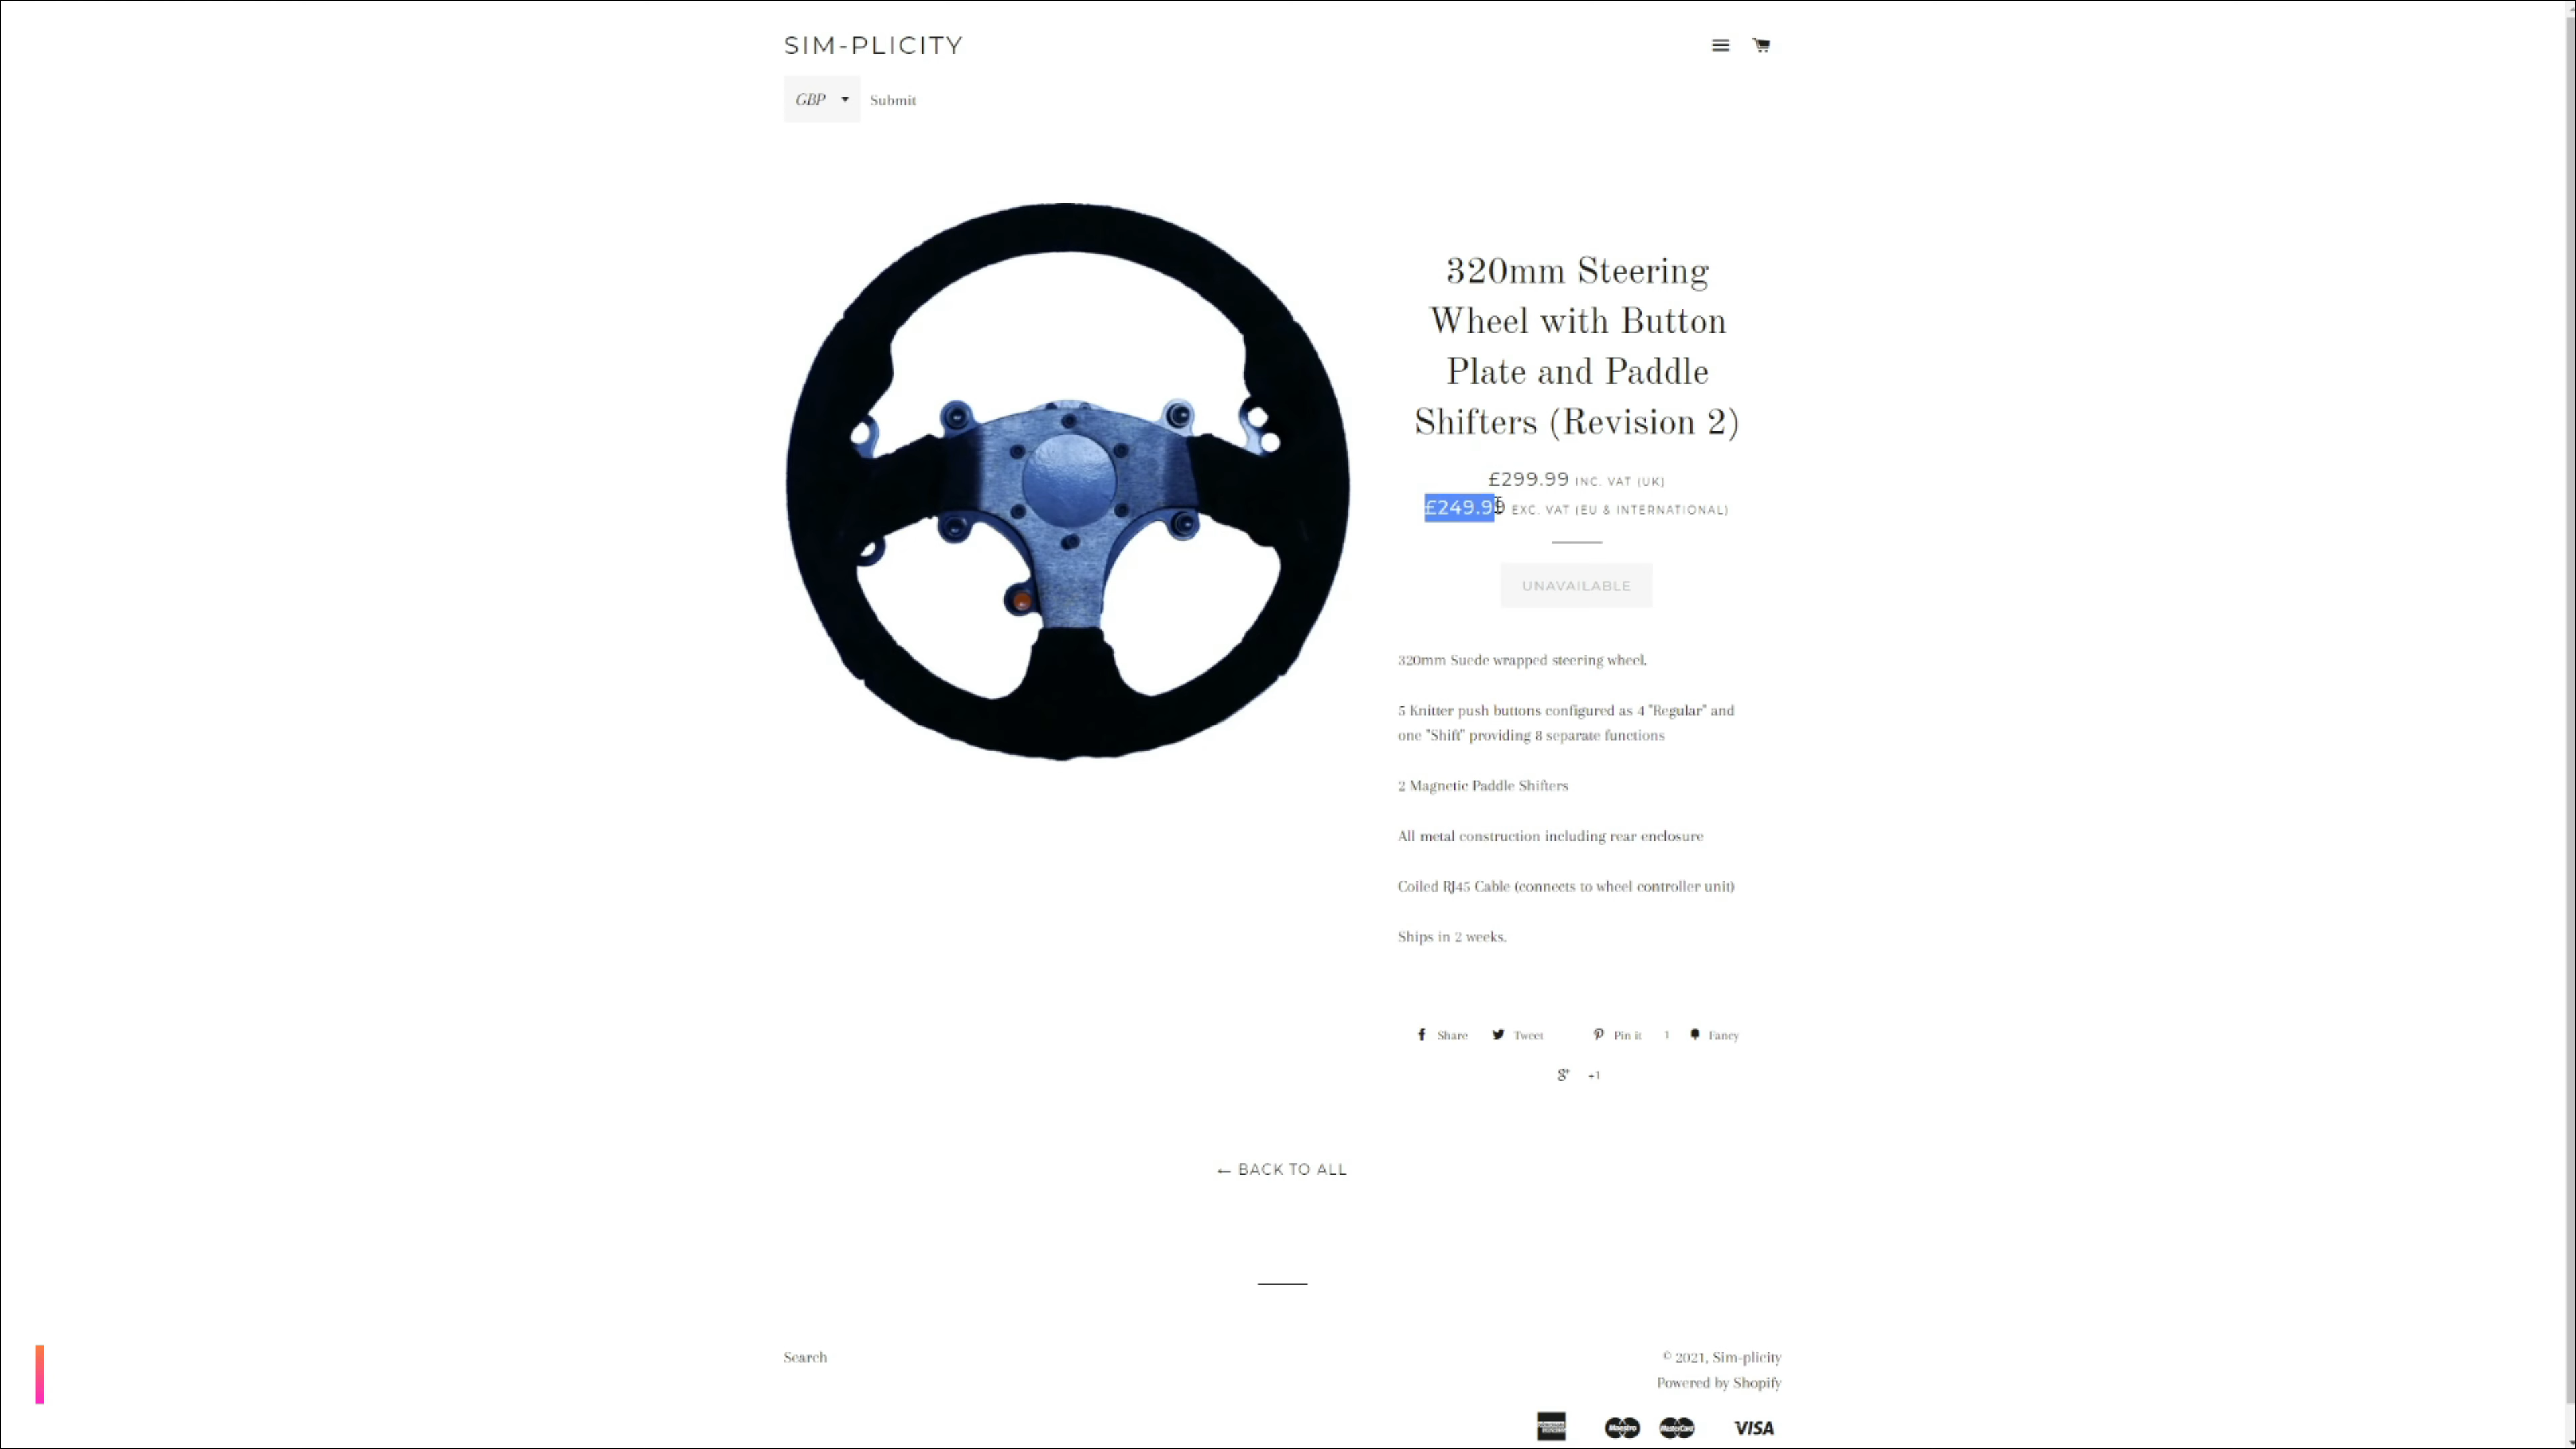 SIM-PLICITY
GBP Submit
320mm Steering
Wheel with Button
Plate and Paddle
Shifters (Revision 2)
£299.99 INC. VAT (UK)
£249.99 EXC. VAT (EU & INTERNATIONAL)
UNAVAILABLE
320mm Suede wrapped steering wheel.
5 Knitter push buttons configured as 4 "Regular" and
one "Shift" providing 8 separate functions
2 Magnetic Paddle Shifters
All metal construction including rear enclosure
Coiled RJ45 Cable (connects to wheel controller unit)
Ships in 2 weeks.
Share Tweet Pin it 1 Fancy
g+ +1
← BACK TO ALL
Search
© 2021, Sim-plicity
Powered by Shopify
Maestro MasterCard VISA